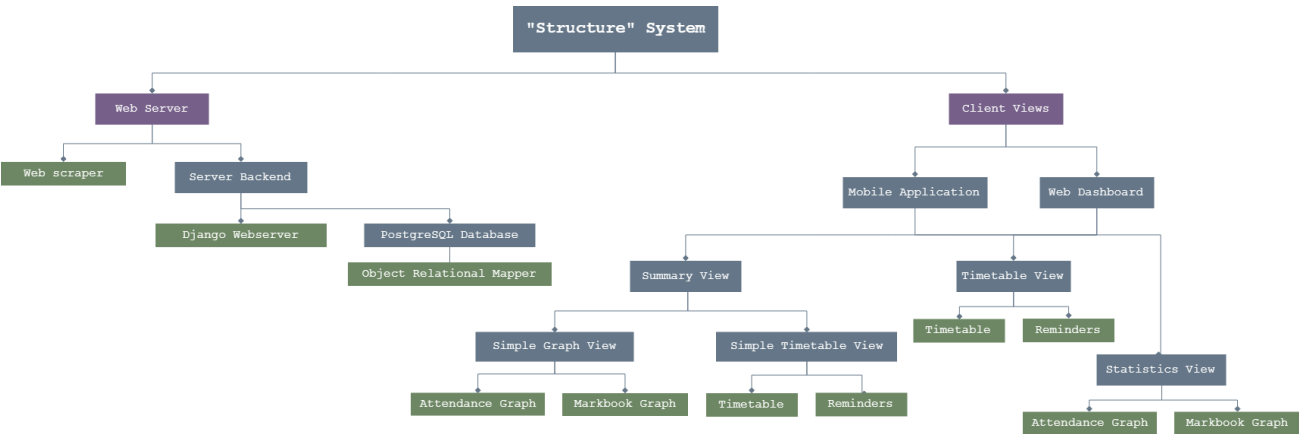 "Structure" System
Web Server
Client Views
Web scraper
Server Backend
Mobile Application
Web Dashboard
Django Webserver
PostgreSQL Database
Object Relational Mapper
Summary View
Timetable View
Timetable
Reminders
Simple Graph View
Simple Timetable View
Statistics View
Attendance Graph
Markbook Graph
Timetable
Reminders
Attendance Graph
Markbook Graph